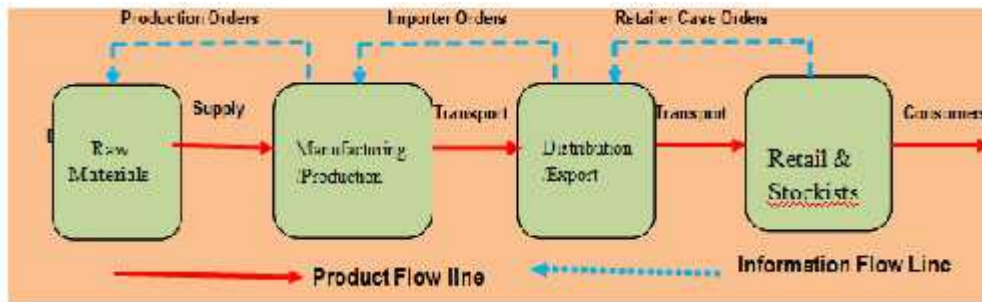 Production Orders
Importer Orders
Retailer Case Orders
Supply
Transport
Transport
Consumers
Raw
Materials
Manufacturing
/Production
Distribution
/Export
Retail &
Stockists
Product Flow line
Information Flow Line